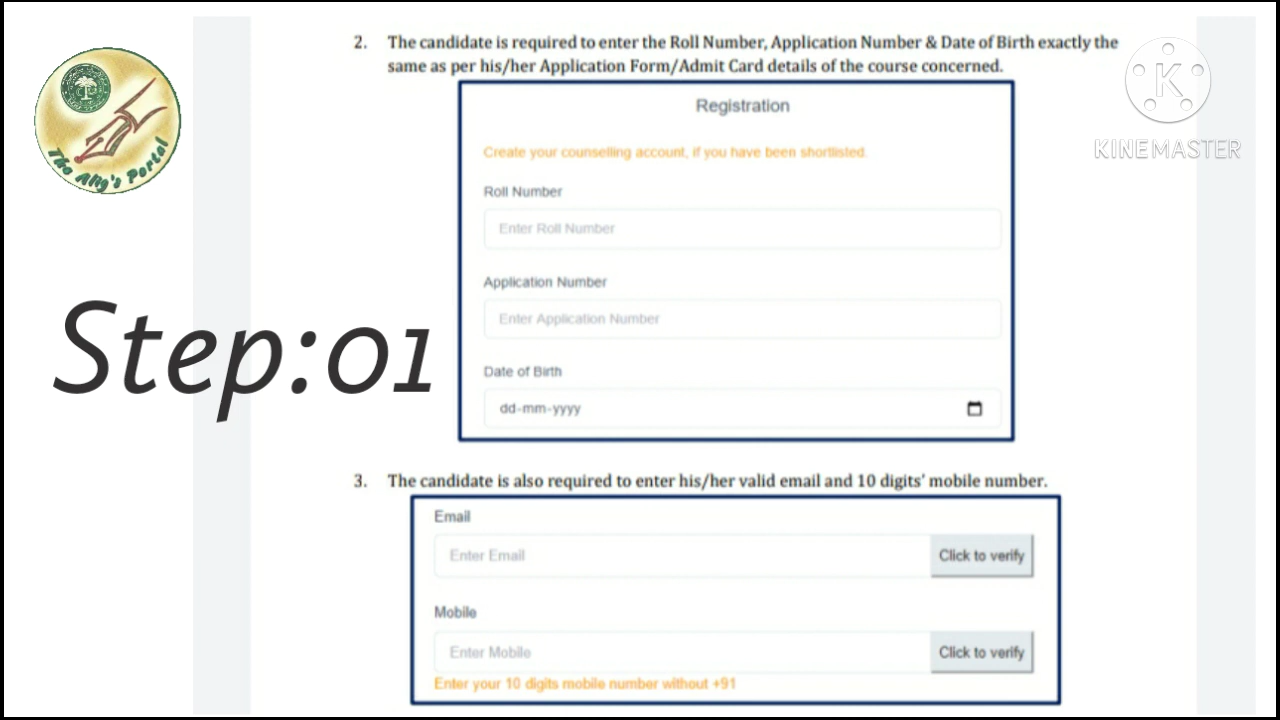 2. The candidate is required to enter the Roll Number, Application Number & Date of Birth exactly the
same as per his/her Application Form/Admit Card details of the course concerned.
The Alig's Portal
K
KINEMASTER
Registration
Create your counselling account, if you have been shortlisted.
Roll Number
Enter Roll Number
Application Number
Enter Application Number
Step:01
Date of Birth
dd-mm-yyyy
3. The candidate is also required to enter his/her valid email and 10 digits' mobile number.
Email
Enter Email Click to verify
Mobile
Enter Mobile Click to verify
Enter your 10 digits mobile number without +91